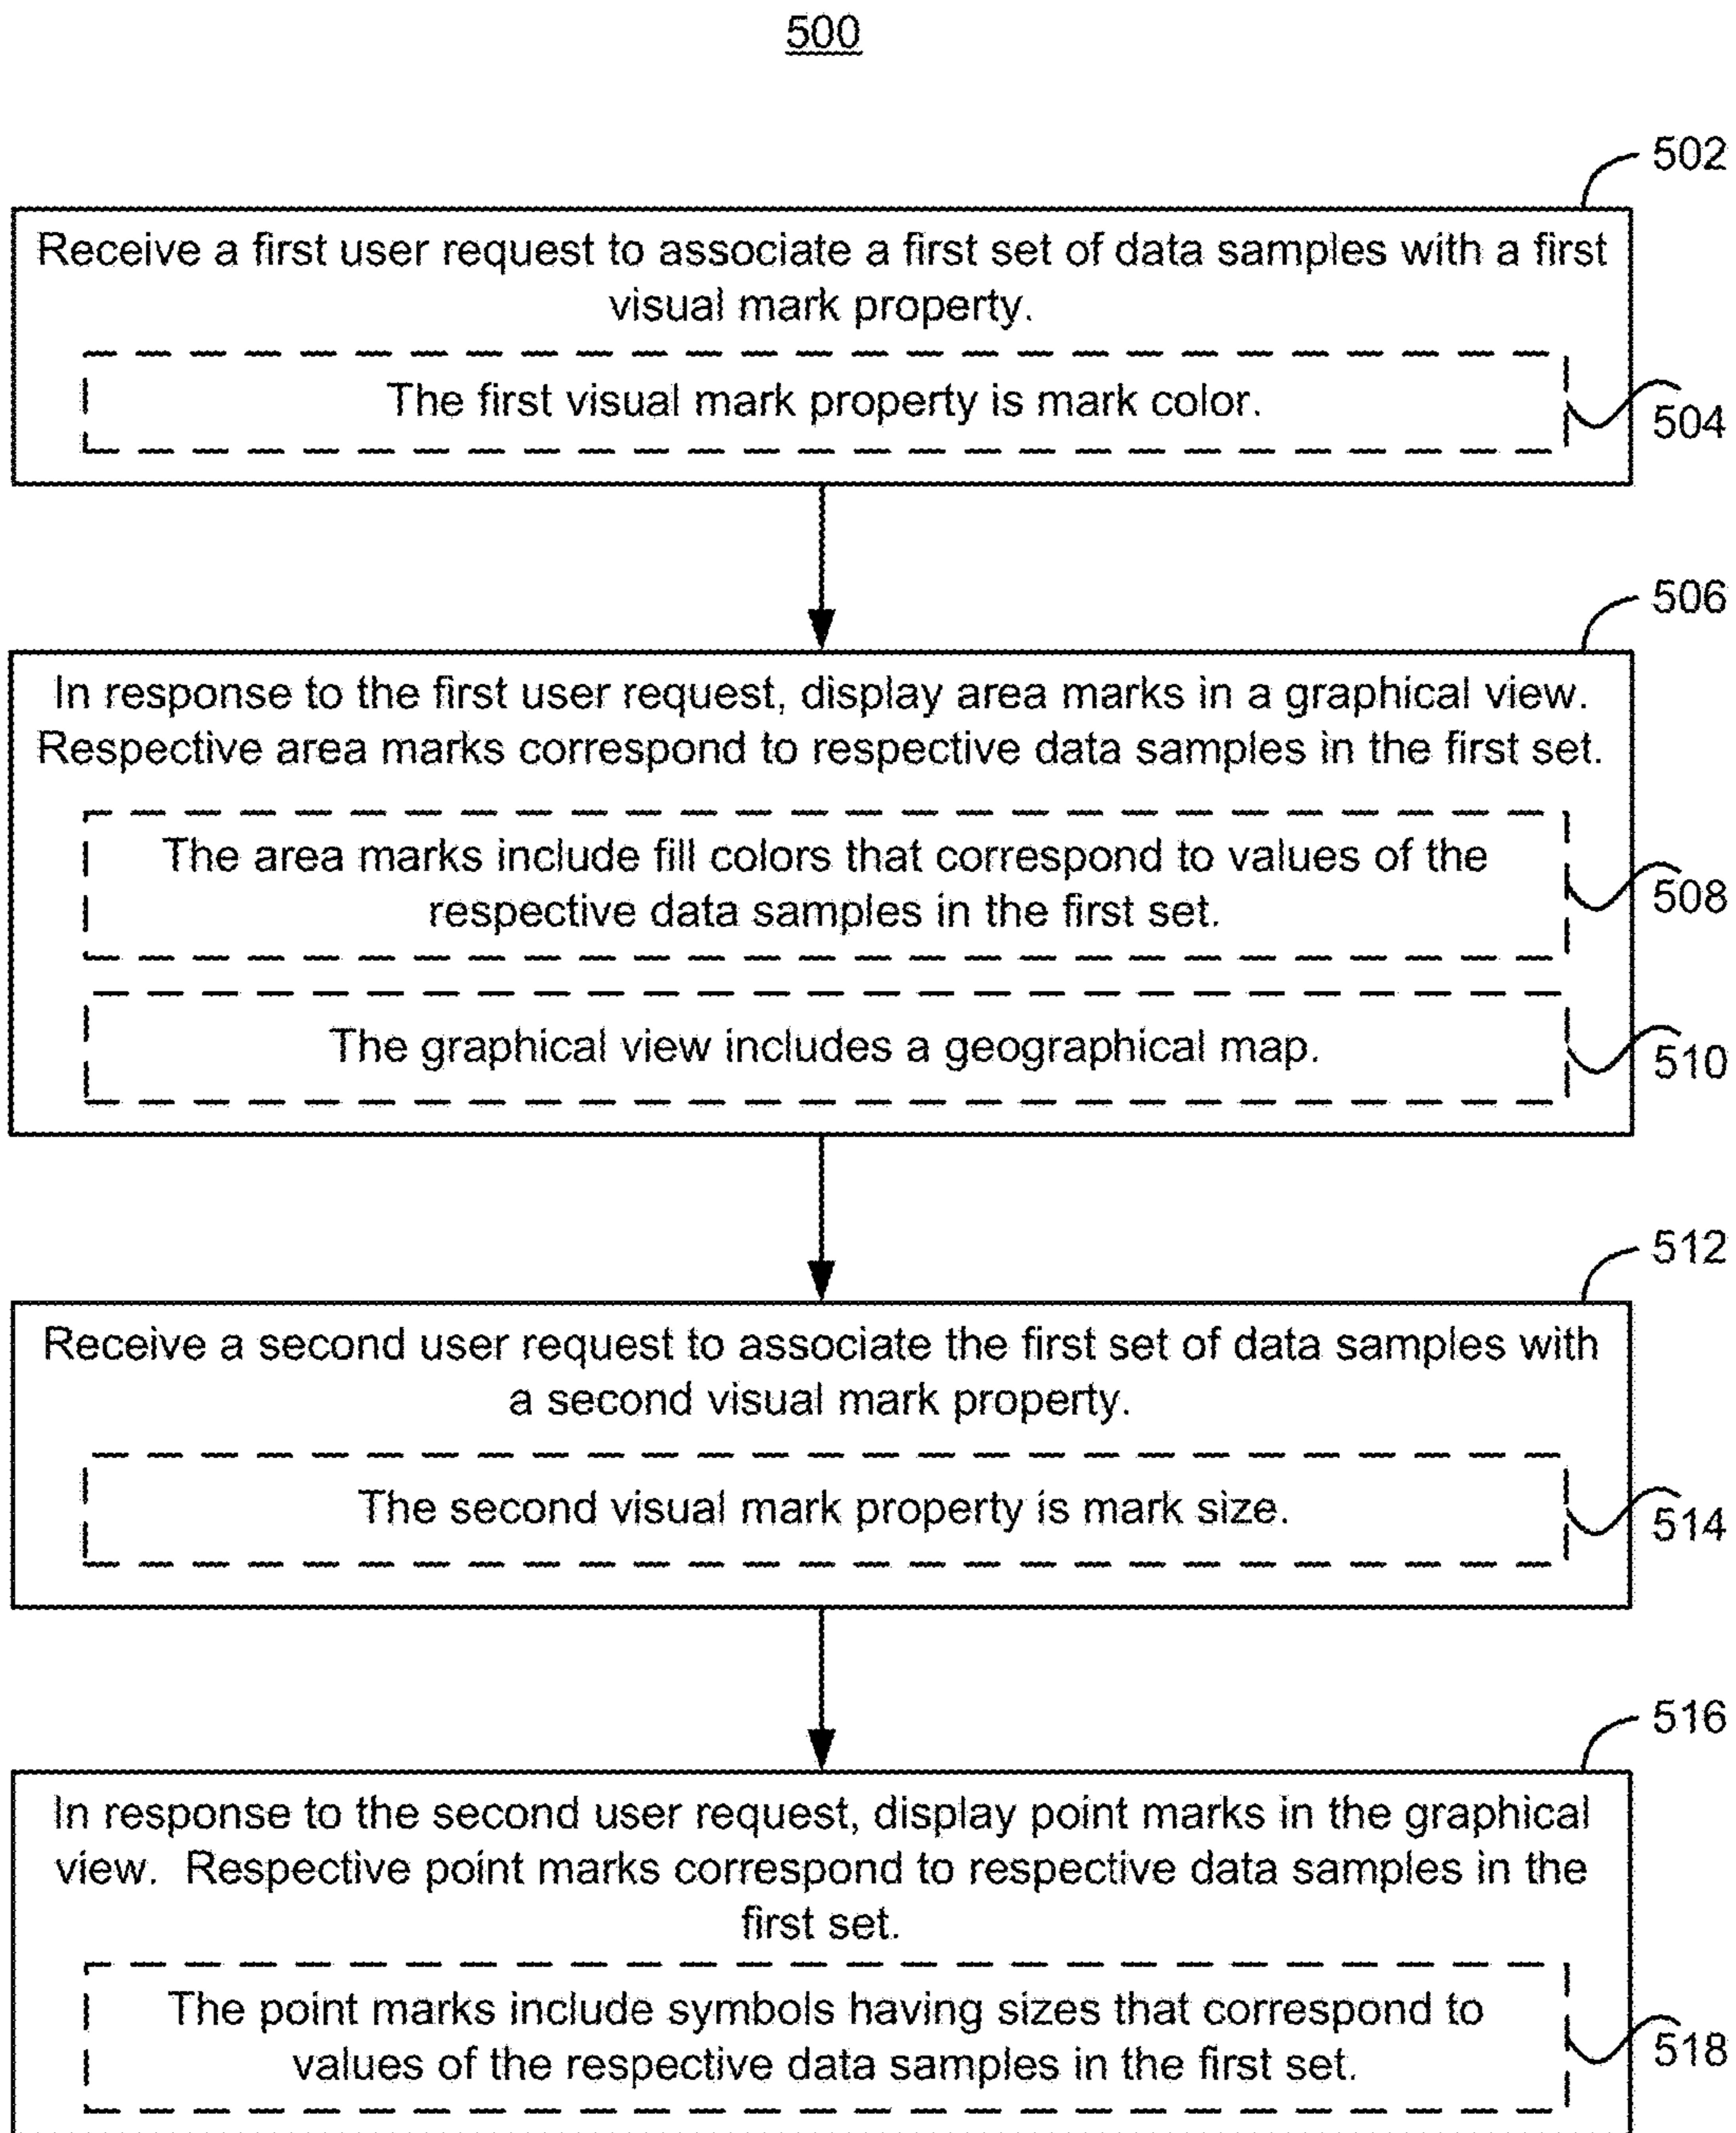 500
502
Receive a first user request to associate a first set of data samples with a first
visual mark property.
The first visual mark property is mark color.
504
506
In response to the first user request, display area marks in a graphical view.
Respective area marks correspond to respective data samples in the first set.
The area marks include fill colors that correspond to values of the
respective data samples in the first set.
508
The graphical view includes a geographical map.
510
512
Receive a second user request to associate the first set of data samples with
a second visual mark property.
The second visual mark property is mark size.
514
516
In response to the second user request, display point marks in the graphical
view. Respective point marks correspond to respective data samples in the
first set.
The point marks include symbols having sizes that correspond to
values of the respective data samples in the first set.
518